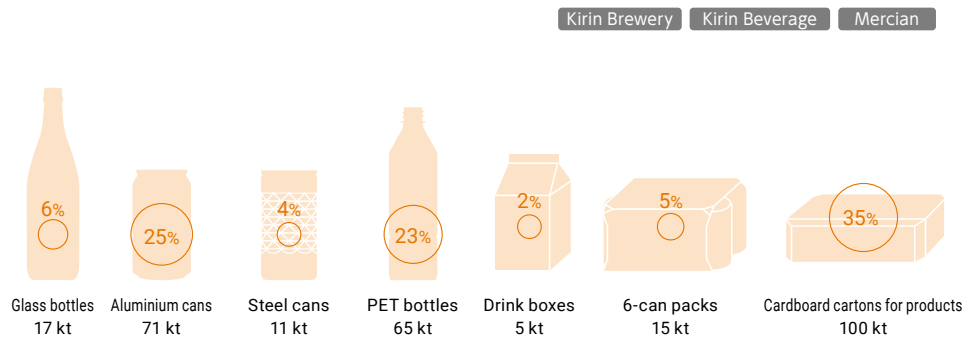 Kirin Brewery Kirin Beverage Mercian
6% 25% 4% 23% 2% 5% 35%
Glass bottles Aluminium cans Steel cans PET bottles Drink boxes 6-can packs Cardboard cartons for products
17 kt 71 kt 11 kt 65 kt 5 kt 15 kt 100 kt